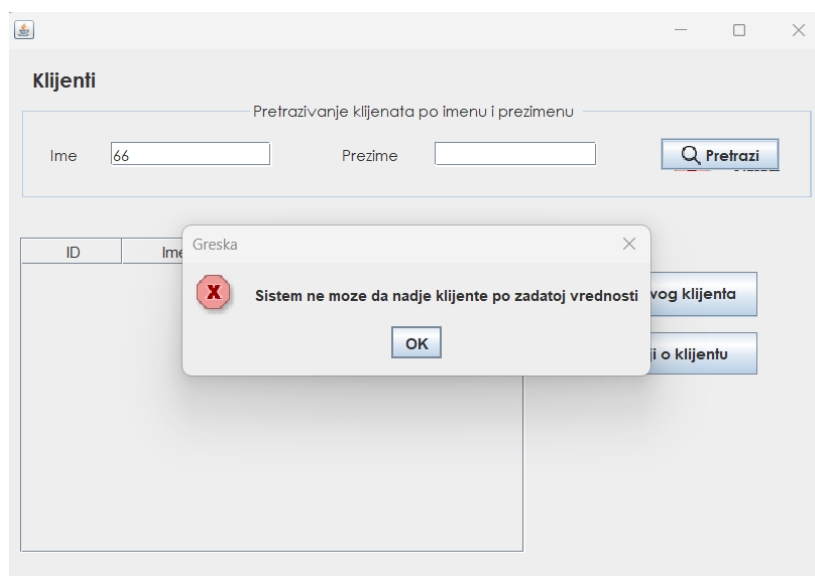 Klijenti
Pretrazivanje klijenata po imenu i prezimenu
Ime 66 Prezime Pretrazi
ID
Greska
Sistem ne moze da nadje klijente po zadatoj vrednosti
OK
klijenta
o klijentu